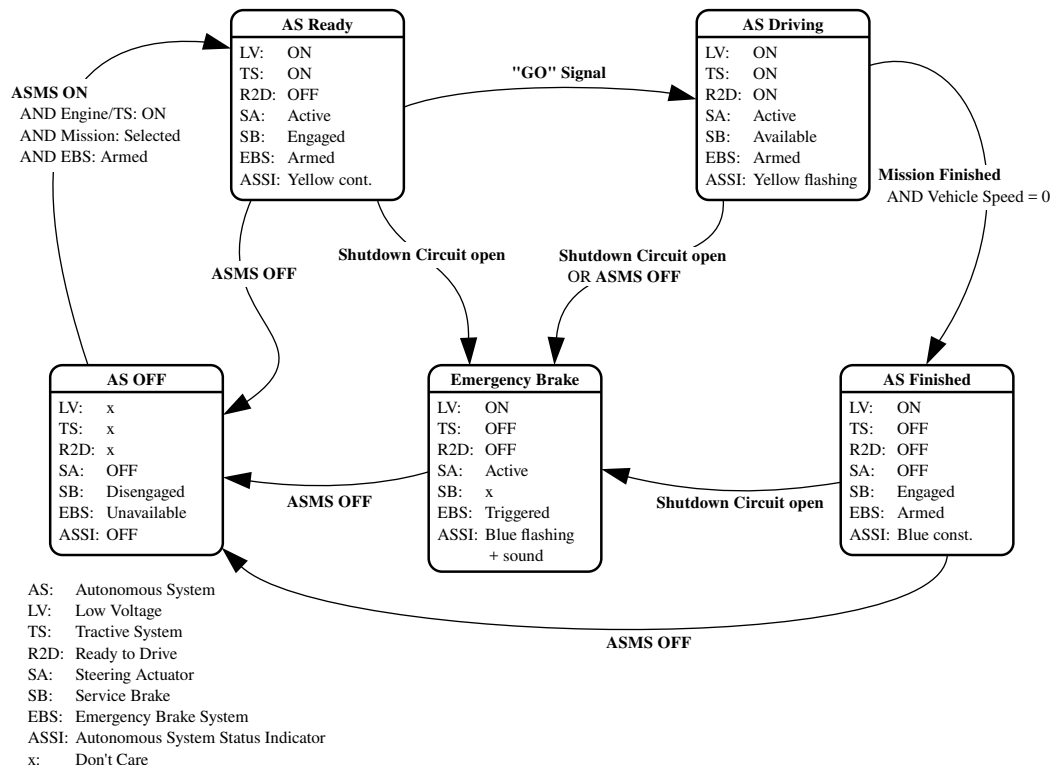 AS Ready
LV: ON
TS: ON
R2D: OFF
SA: Active
SB: Engaged
EBS: Armed
ASSI: Yellow cont.
AS Driving
LV: ON
TS: ON
R2D: ON
SA: Active
SB: Available
EBS: Armed
ASSI: Yellow flashing
"GO" Signal
ASMS ON
AND Engine/TS: ON
AND Mission: Selected
AND EBS: Armed
Mission Finished
AND Vehicle Speed = 0
ASMS OFF
Shutdown Circuit open
Shutdown Circuit open
OR ASMS OFF
AS OFF
LV: x
TS: x
R2D: x
SA: OFF
SB: Disengaged
EBS: Unavailable
ASSI: OFF
Emergency Brake
LV: ON
TS: OFF
R2D: OFF
SA: Active
SB: x
EBS: Triggered
ASSI: Blue flashing
+ sound
AS Finished
LV: ON
TS: OFF
R2D: OFF
SA: OFF
SB: Engaged
EBS: Armed
ASSI: Blue const.
ASMS OFF
Shutdown Circuit open
ASMS OFF
AS: Autonomous System
LV: Low Voltage
TS: Tractive System
R2D: Ready to Drive
SA: Steering Actuator
SB: Service Brake
EBS: Emergency Brake System
ASSI: Autonomous System Status Indicator
x: Don't Care